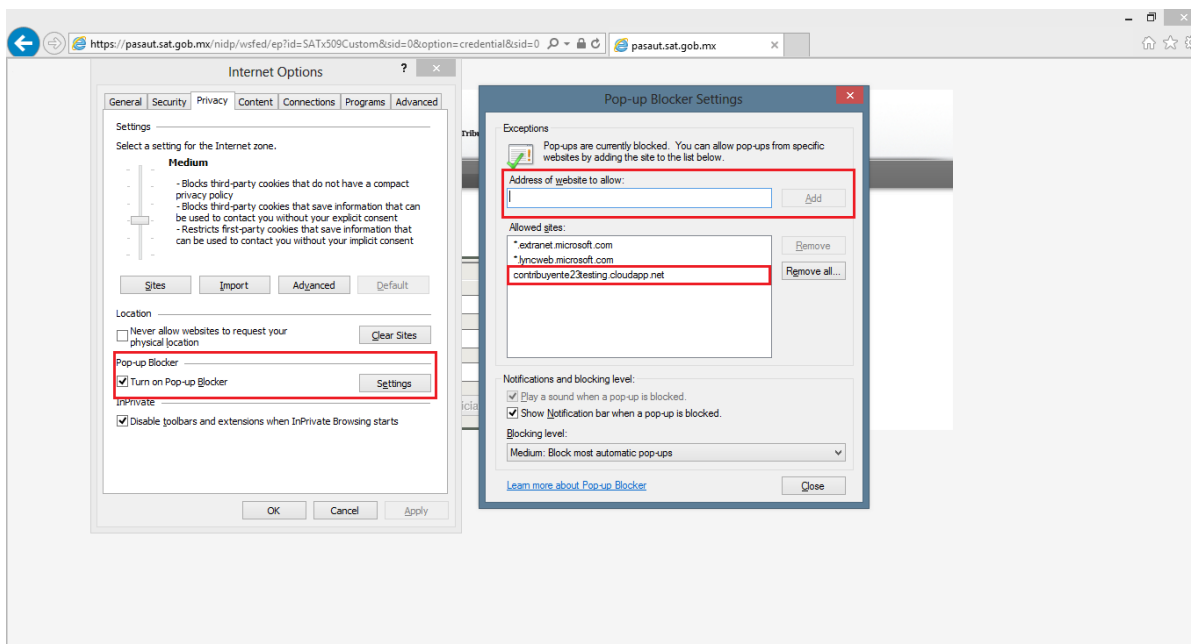 https://pasaut.sat.gob.mx/nidp/wsfed/ep?id=SATx509Custom&sid=0&option=credential&sid=0
pasaut.sat.gob.mx
Internet Options
?
General Security Privacy Content Connections Programs Advanced
Settings
Select a setting for the Internet zone.
Medium
- Blocks third-party cookies that do not have a compact
privacy policy
- Blocks third-party cookies that save information that can
be used to contact you without your explicit consent
- Restricts first-party cookies that save information that
can be used to contact you without your implicit consent
Sites Import Advanced Default
Location
Never allow websites to request your
physical location
Clear Sites
Pop-up Blocker
Turn on Pop-up Blocker
Settings
InPrivate
Disable toolbars and extensions when InPrivate Browsing starts
OK Cancel Apply
Pop-up Blocker Settings
Exceptions
Pop-ups are currently blocked. You can allow pop-ups from specific
websites by adding the site to the list below.
Address of website to allow:
Add
Allowed sites:
*.extranet.microsoft.com
*.lyncweb.microsoft.com
contribuyente23testing.cloudapp.net
Remove
Remove all...
Notifications and blocking level:
Play a sound when a pop-up is blocked.
Show Notification bar when a pop-up is blocked.
Blocking level:
Medium: Block most automatic pop-ups
Learn more about Pop-up Blocker
Close